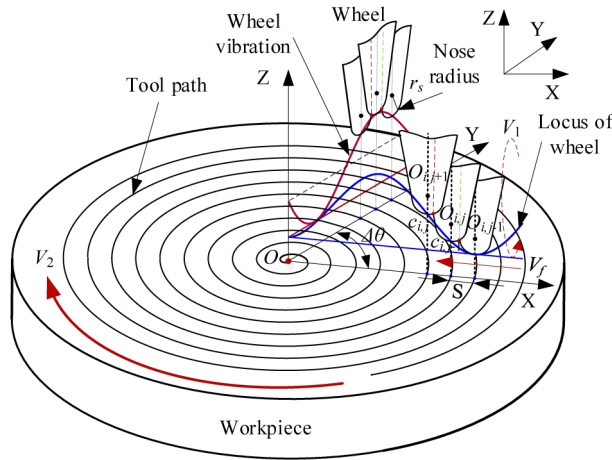 Wheel
Wheel
vibration
Z
Nose
radius
r_s
Z
Y
X
Tool path
Z
Y
V_1
Locus of
wheel
O_{i,j+1}
O_{i,j}
O_{i,j-1}
c_{i,j}
V_2
O
Δθ
V_f
S
X
Workpiece